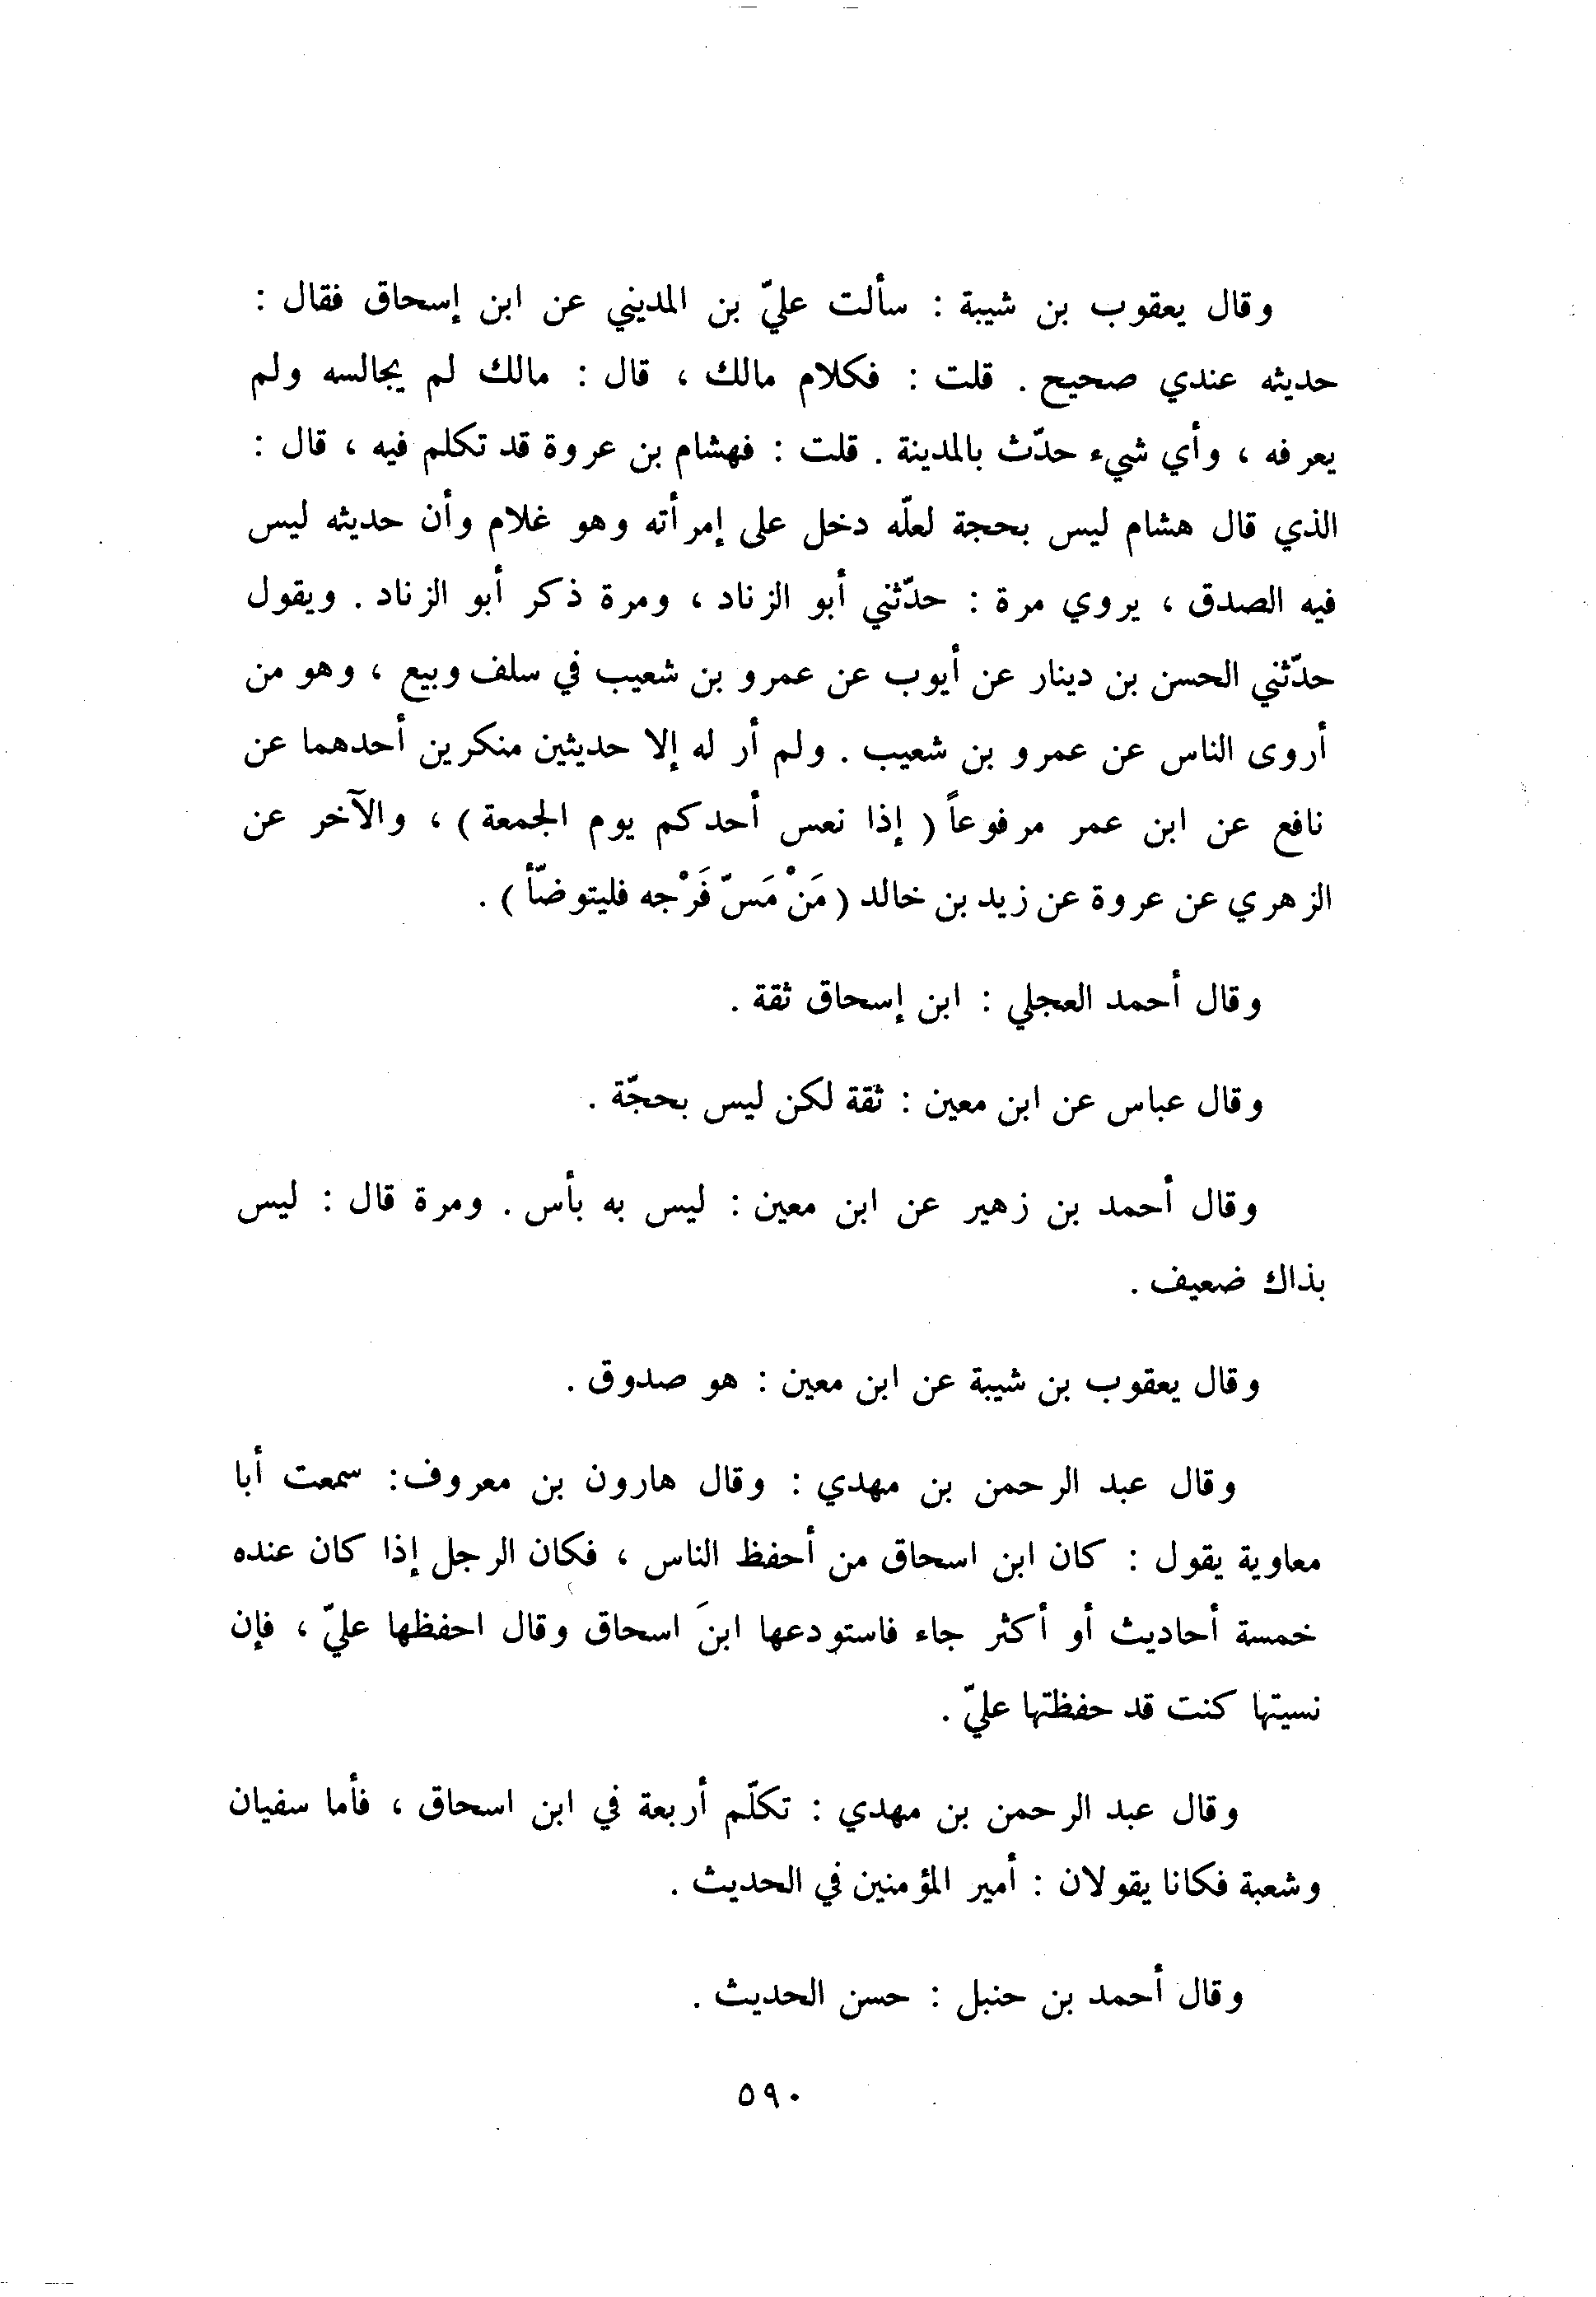 وقال يعقوب بن شيبة : سألت عليّ بن المديني عن ابن إسحاق فقال :
حديثه عندي صحيح . قلت : فكلام مالك ، قال : مالك لم يجالسه ولم
يعرفه ، وأي شيء حدّث بالمدينة . قلت : فهشام بن عروة قد تكلم فيه ، قال :
الذي قال هشام ليس بحجة لعلّه دخل على إمرأته وهو غلام وأن حديثه ليس
فيه الصدق ، يروي مرة : حدّثني أبو الزناد ، ومرة ذكر أبو الزناد . ويقول
حدّثني الحسن بن دينار عن أيوب عن عمرو بن شعيب في سلف وبيع ، وهو من
أروى الناس عن عمرو بن شعيب . ولم أر له إلا حديثين منكرين أحدهما عن
نافع عن ابن عمر مرفوعاً ( إذا نعس أحدكم يوم الجمعة ) ، والآخر عن
الزهري عن عروة عن زيد بن خالد ( مَنْ مَسّ فَرْجه فليتوضّأ ) .
وقال أحمد العجلي : ابن إسحاق ثقة .
وقال عباس عن ابن معين : ثقة لكن ليس بحجّة .
وقال أحمد بن زهير عن ابن معين : ليس به بأس . ومرة قال : ليس
بذاك ضعيف .
وقال يعقوب بن شيبة عن ابن معين : هو صدوق .
وقال عبد الرحمن بن مهدي : وقال هارون بن معروف : سمعت أبا
معاوية يقول : كان ابن اسحاق من أحفظ الناس ، فكان الرجل إذا كان عنده
خمسة أحاديث أو أكثر جاء فاستودعها ابنَ اسحاق وقال احفظها عليّ ، فإن
نسيتها كنت قد حفظتها عليّ .
وقال عبد الرحمن بن مهدي : تكلّم أربعة في ابن اسحاق ، فأما سفيان
وشعبة فكانا يقولان : أمير المؤمنين في الحديث .
وقال أحمد بن حنبل : حسن الحديث .
٥٩٠